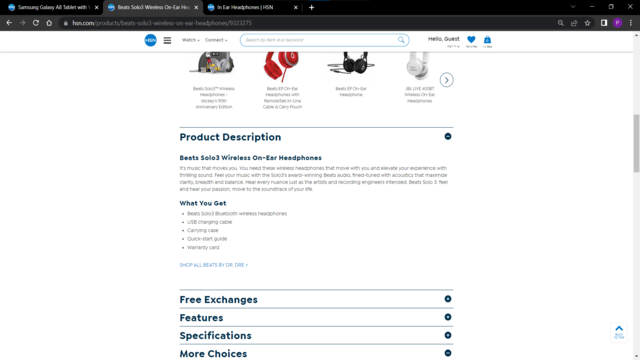 Samsung Galaxy A8 Tablet with V
Beats Solo3 Wireless On-Ear Hea
In Ear Headphones | HSN
hsn.com/products/beats-solo3-wireless-on-ear-headphones/9323275
P
HSN
Watch
Connect
Search by item # or keyword
Hello, Guest
Beats Solo3™ Wireless
Headphones -
Mickey's 90th
Anniversary Edition
Beats EP On-Ear
Headphones with
RemoteTalk In-Line
Cable & Carry Pouch
Beats EP On-Ear
Headphone
JBL LIVE 400BT
Wireless On-Ear
Headphones
Product Description
Beats Solo3 Wireless On-Ear Headphones
It's music that moves you. You need these wireless headphones that move with you and elevate your experience with
thrilling sound. Feel your music with the Solo3's award-winning Beats audio, fine-tuned with acoustics that maximize
clarity, breadth and balance. Hear every nuance just as the artists and recording engineers intended. Beats Solo 3: feel
and hear your passion; move to the soundtrack of your life.
What You Get
• Beats Solo3 Bluetooth wireless headphones
• USB charging cable
• Carrying case
• Quick-start guide
• Warranty card
SHOP ALL BEATS BY DR. DRE >
Free Exchanges
Features
Specifications
More Choices
BACK
TO TOP